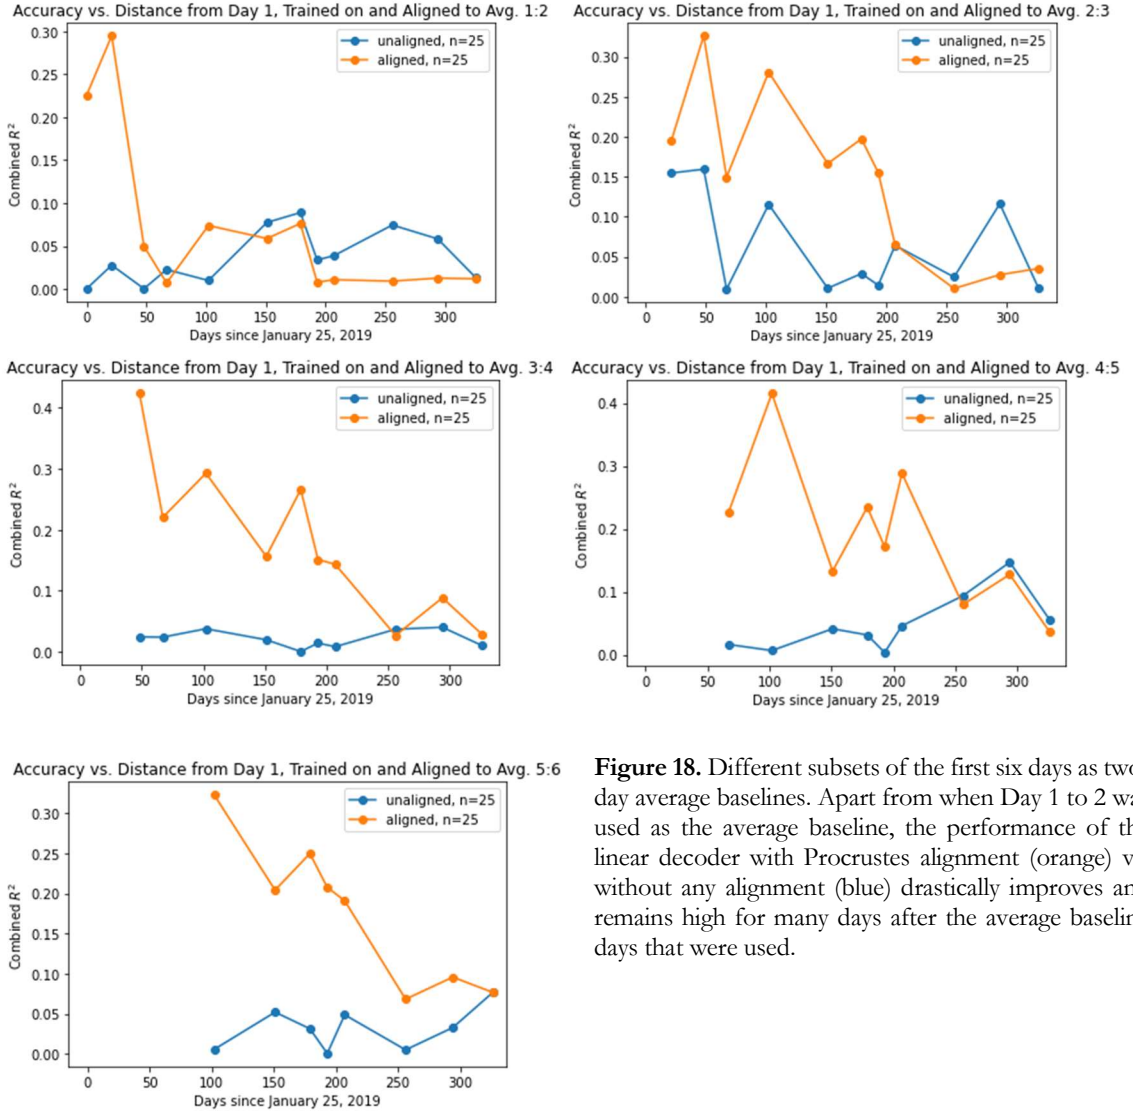 Accuracy vs. Distance from Day 1, Trained on and Aligned to Avg. 1:2
0.30
0.25
0.20
0.15
0.10
0.05
0.00
Combined R²
unaligned, n=25
aligned, n=25
0 50 100 150 200 250 300
Days since January 25, 2019
Accuracy vs. Distance from Day 1, Trained on and Aligned to Avg. 2:3
0.30
0.25
0.20
0.15
0.10
0.05
0.00
Combined R²
unaligned, n=25
aligned, n=25
0 50 100 150 200 250 300
Days since January 25, 2019
Accuracy vs. Distance from Day 1, Trained on and Aligned to Avg. 3:4
0.4
0.3
0.2
0.1
0.0
Combined R²
unaligned, n=25
aligned, n=25
0 50 100 150 200 250 300
Days since January 25, 2019
Accuracy vs. Distance from Day 1, Trained on and Aligned to Avg. 4:5
0.4
0.3
0.2
0.1
0.0
Combined R²
unaligned, n=25
aligned, n=25
0 50 100 150 200 250 300
Days since January 25, 2019
Accuracy vs. Distance from Day 1, Trained on and Aligned to Avg. 5:6
0.30
0.25
0.20
0.15
0.10
0.05
0.00
Combined R²
unaligned, n=25
aligned, n=25
0 50 100 150 200 250 300
Days since January 25, 2019
Figure 18. Different subsets of the first six days as two
day average baselines. Apart from when Day 1 to 2 wa
used as the average baseline, the performance of th
linear decoder with Procrustes alignment (orange) v
without any alignment (blue) drastically improves an
remains high for many days after the average baselin
days that were used.